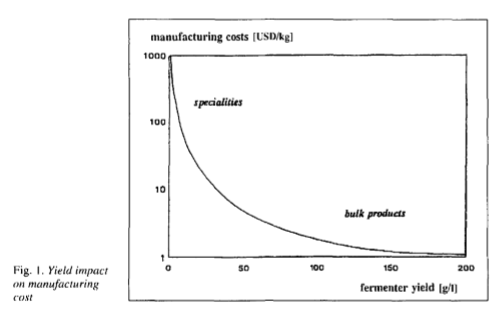 manufacturing costs [USD/kg]
1000
specialities
100
10
bulk products
1
0 50 100 150 200
fermenter yield [g/l]
Fig. 1. Yield impact
on manufacturing
cost